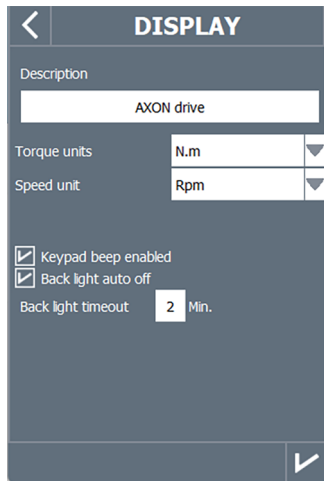 DISPLAY
Description
AXON drive
Torque units N.m
Speed unit Rpm
Keypad beep enabled
Back light auto off
Back light timeout 2 Min.